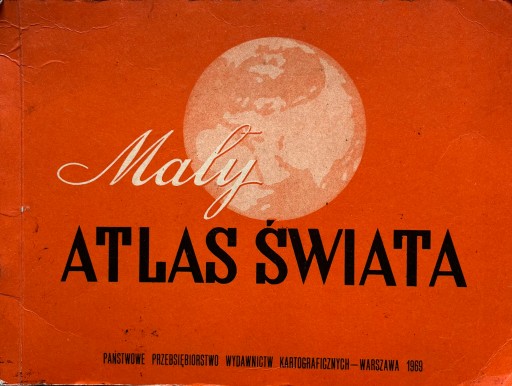 Mały
ATLAS ŚWIATA
PAŃSTWOWE PRZEDSIĘBIORSTWO WYDAWNICTW KARTOGRAFICZNYCH — WARSZAWA 1969